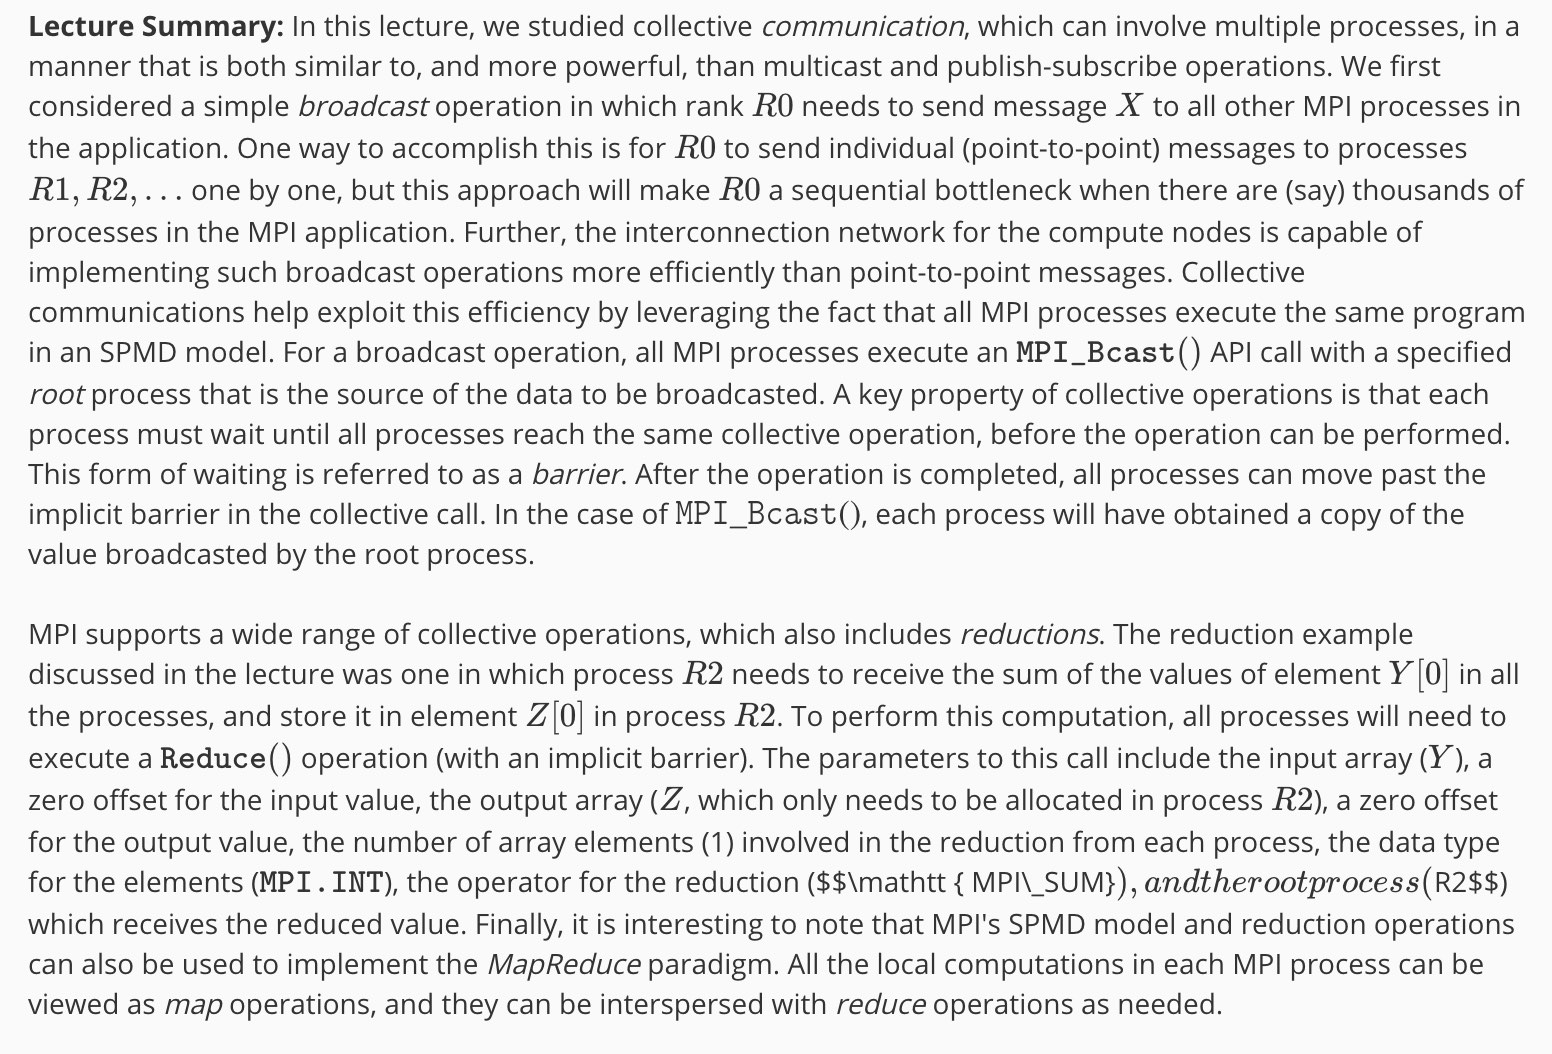 Lecture Summary: In this lecture, we studied collective communication, which can involve multiple processes, in a
manner that is both similar to, and more powerful, than multicast and publish-subscribe operations. We first
considered a simple broadcast operation in which rank R0 needs to send message X to all other MPI processes in
the application. One way to accomplish this is for R0 to send individual (point-to-point) messages to processes
R1, R2, . . . one by one, but this approach will make R0 a sequential bottleneck when there are (say) thousands of
processes in the MPI application. Further, the interconnection network for the compute nodes is capable of
implementing such broadcast operations more efficiently than point-to-point messages. Collective
communications help exploit this efficiency by leveraging the fact that all MPI processes execute the same program
in an SPMD model. For a broadcast operation, all MPI processes execute an MPI_Bcast() API call with a specified
root process that is the source of the data to be broadcasted. A key property of collective operations is that each
process must wait until all processes reach the same collective operation, before the operation can be performed.
This form of waiting is referred to as a barrier. After the operation is completed, all processes can move past the
implicit barrier in the collective call. In the case of MPI_Bcast(), each process will have obtained a copy of the
value broadcasted by the root process.
MPI supports a wide range of collective operations, which also includes reductions. The reduction example
discussed in the lecture was one in which process R2 needs to receive the sum of the values of element Y[0] in all
the processes, and store it in element Z[0] in process R2. To perform this computation, all processes will need to
execute a Reduce() operation (with an implicit barrier). The parameters to this call include the input array (Y), a
zero offset for the input value, the output array (Z, which only needs to be allocated in process R2), a zero offset
for the output value, the number of array elements (1) involved in the reduction from each process, the data type
for the elements (MPI.INT), the operator for the reduction ($$\mathtt { MPI\_SUM}), andtherootprocess(R2$$)
which receives the reduced value. Finally, it is interesting to note that MPI's SPMD model and reduction operations
can also be used to implement the MapReduce paradigm. All the local computations in each MPI process can be
viewed as map operations, and they can be interspersed with reduce operations as needed.